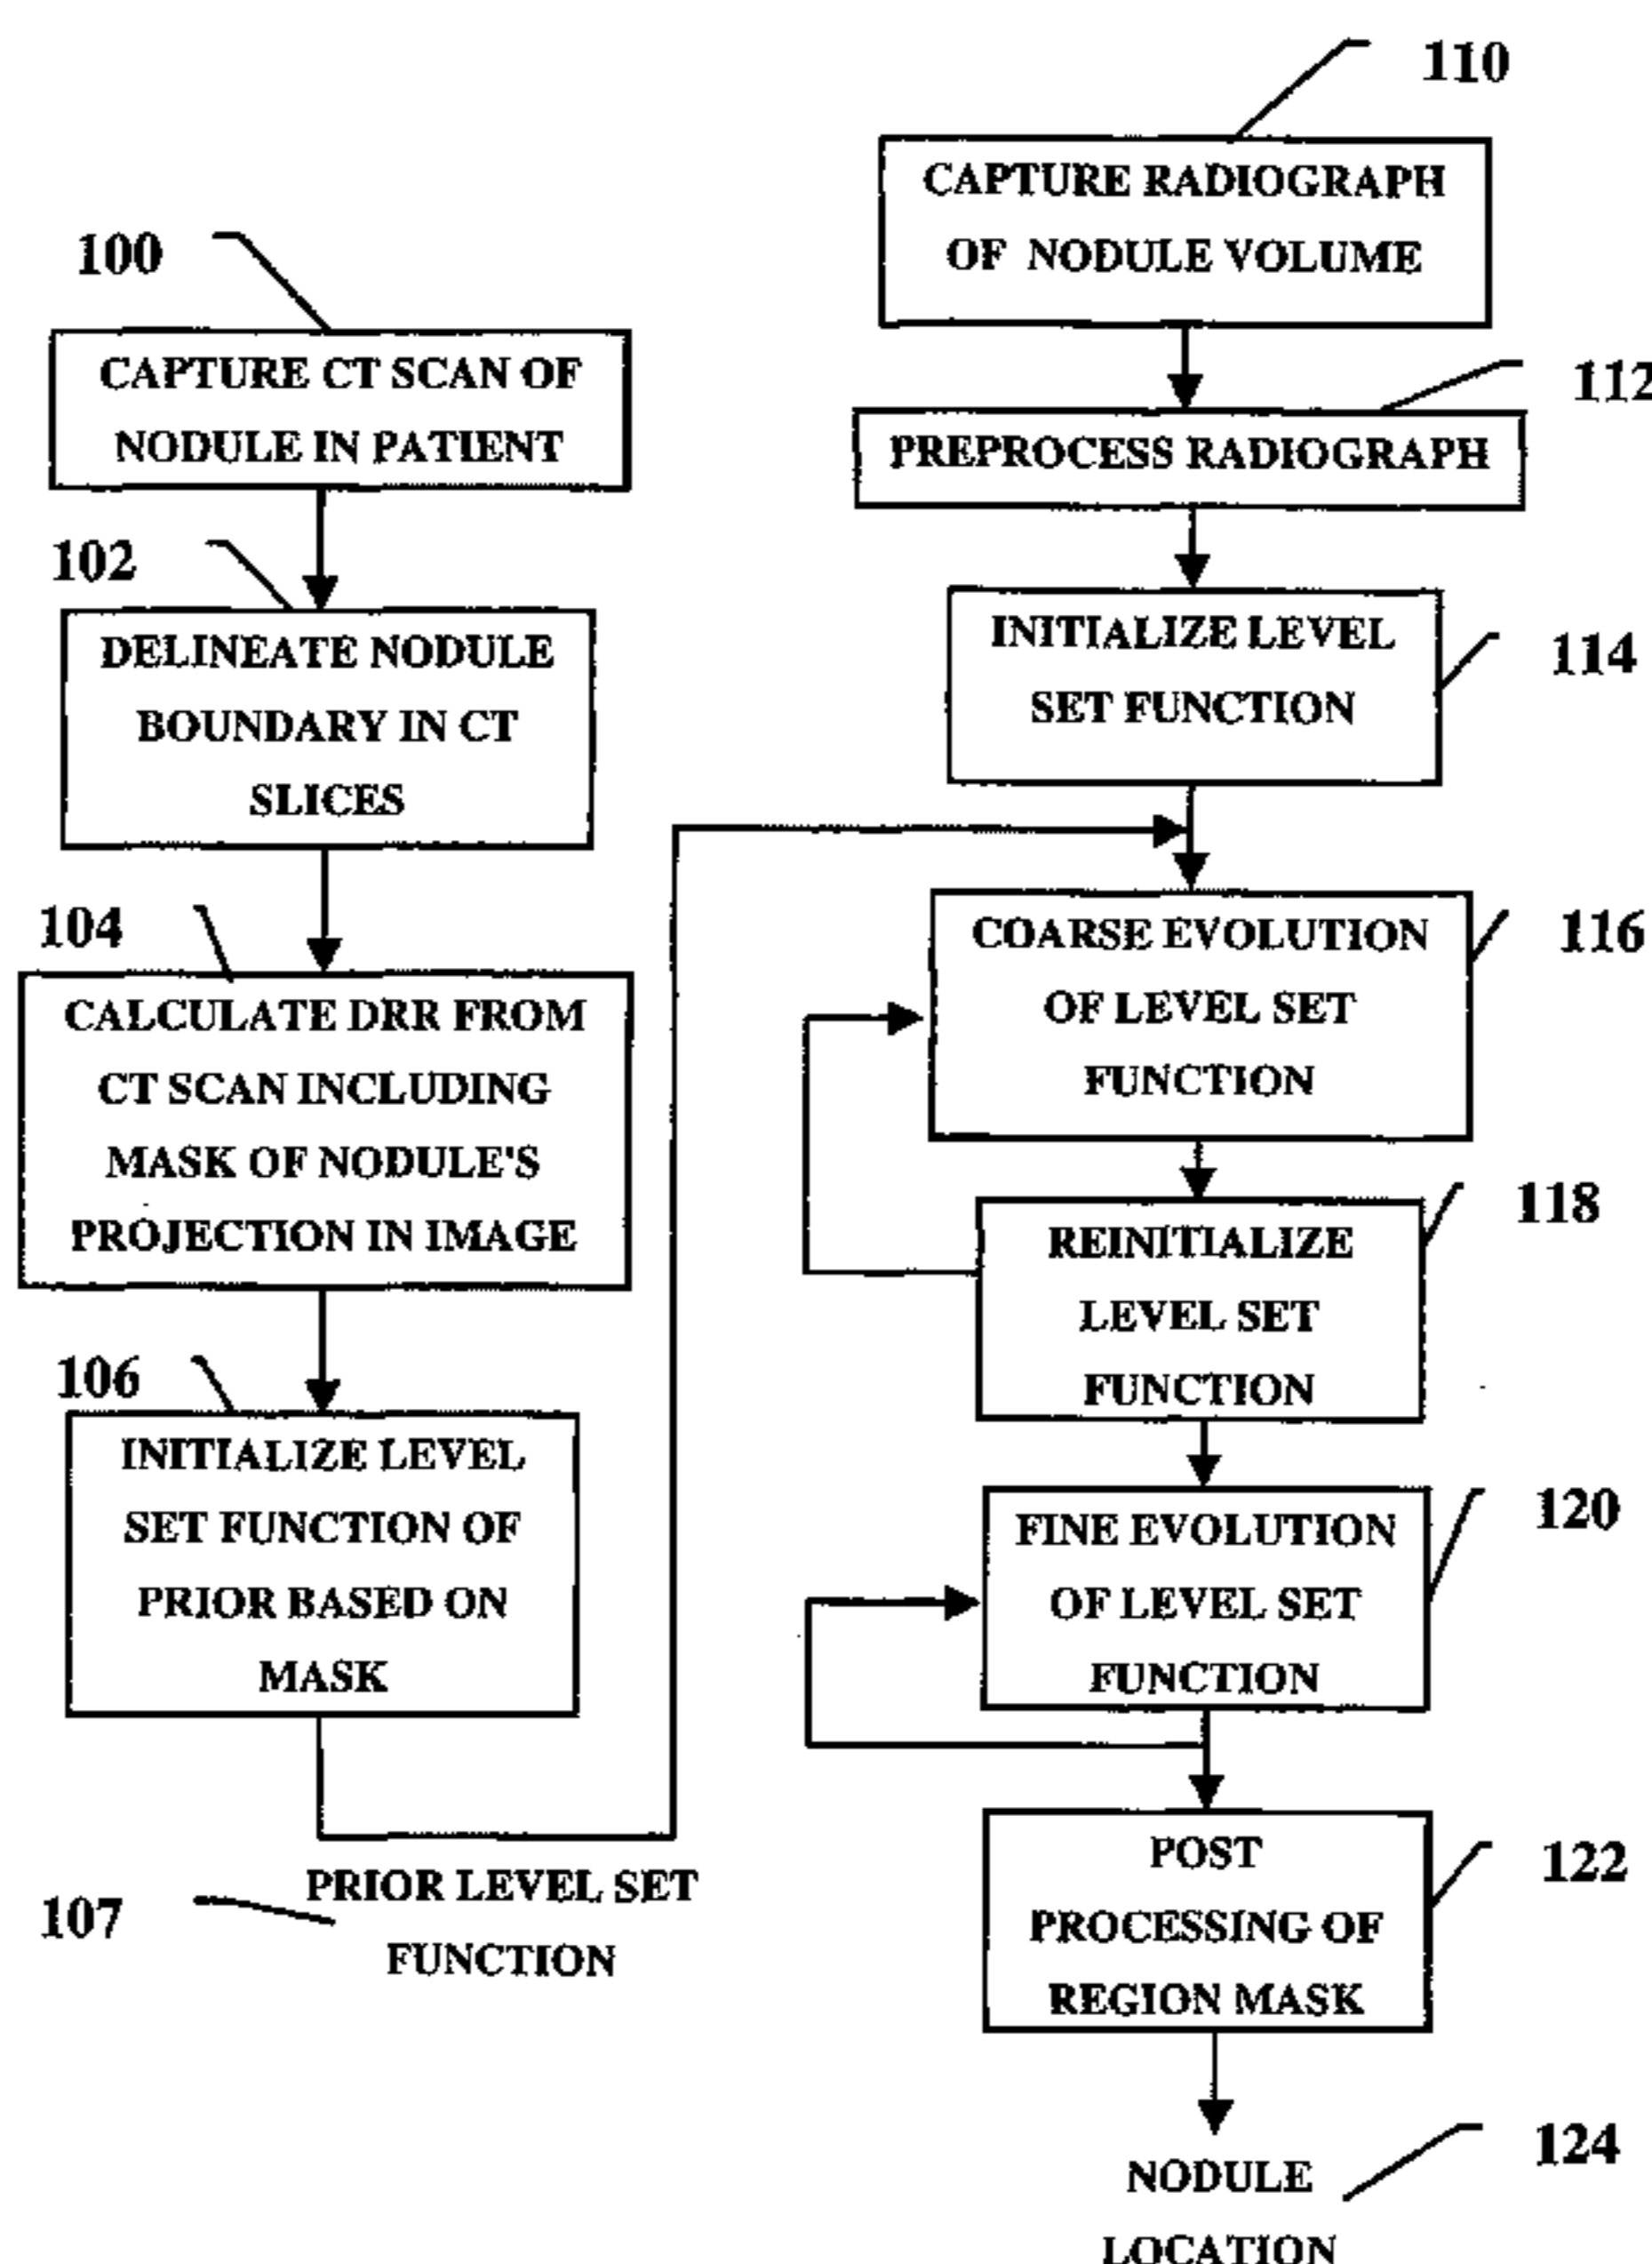 100
CAPTURE CT SCAN OF
NODULE IN PATIENT
102
DELINEATE NODULE
BOUNDARY IN CT
SLICES
104
CALCULATE DRR FROM
CT SCAN INCLUDING
MASK OF NODULE'S
PROJECTION IN IMAGE
106
INITIALIZE LEVEL
SET FUNCTION OF
PRIOR BASED ON
MASK
107
PRIOR LEVEL SET
FUNCTION
110
CAPTURE RADIOGRAPH
OF NODULE VOLUME
112
PREPROCESS RADIOGRAPH
INITIALIZE LEVEL
SET FUNCTION
114
COARSE EVOLUTION
OF LEVEL SET
FUNCTION
116
REINITIALIZE
LEVEL SET
FUNCTION
118
FINE EVOLUTION
OF LEVEL SET
FUNCTION
120
POST
PROCESSING OF
REGION MASK
122
NODULE
LOCATION
124